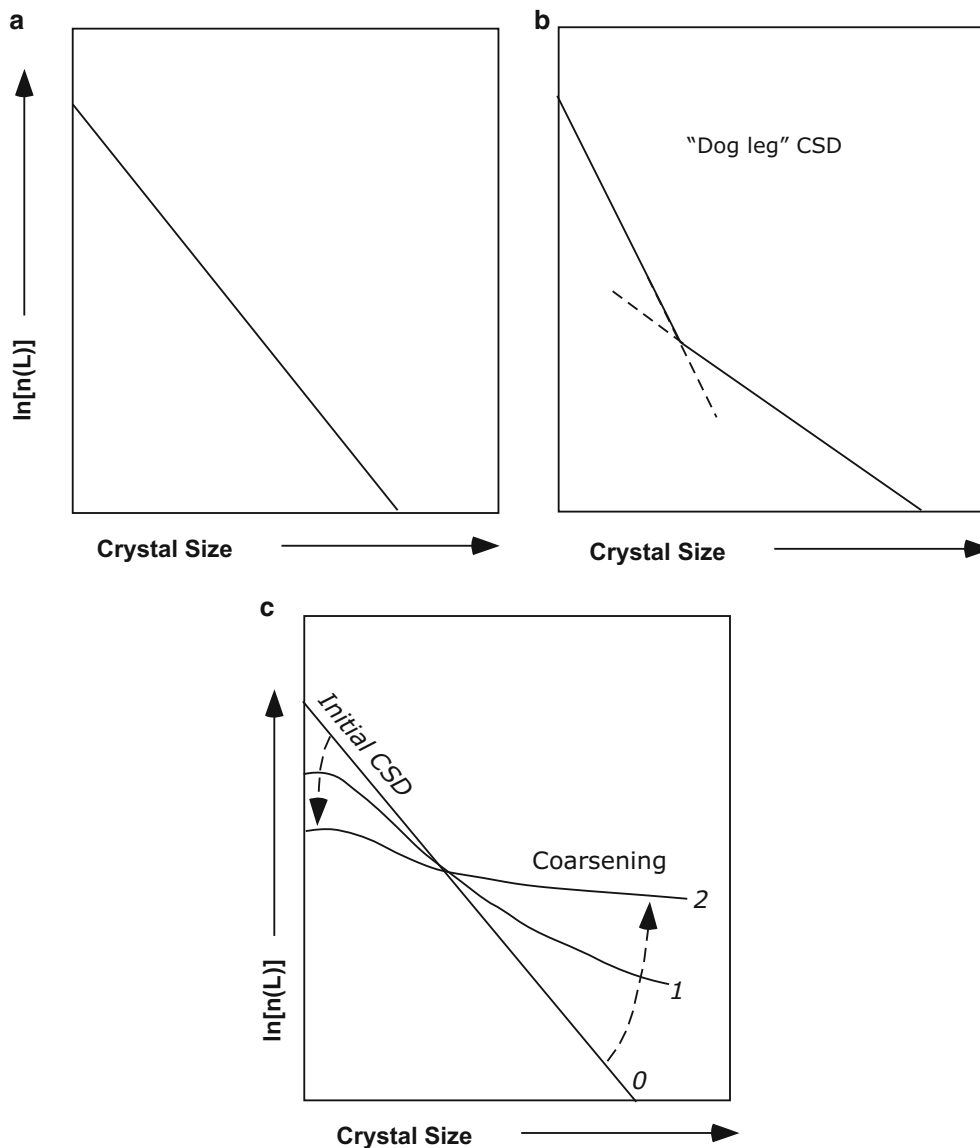 a
ln[n(L)]
Crystal Size
b
“Dog leg” CSD
Crystal Size
c
ln[n(L)]
Initial CSD
Coarsening
2
1
0
Crystal Size